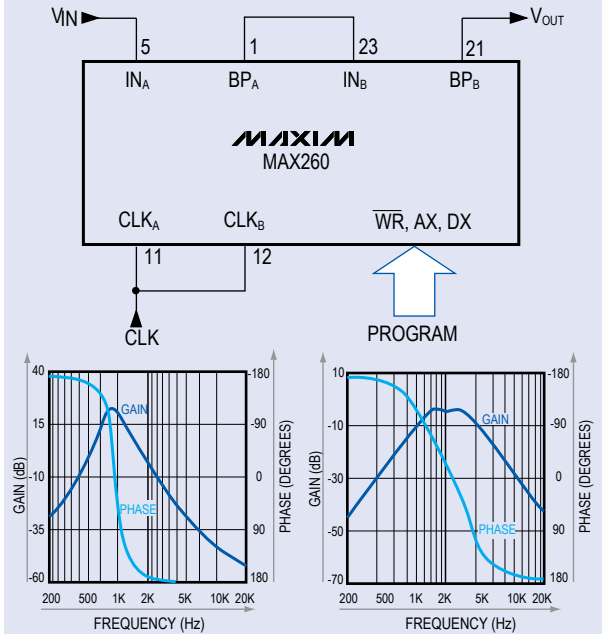 VIN VOUT
5 1 23 21
INA BPA INB BPB
MAXIM
MAX260
CLKA CLKB WR, AX, DX
11 12
CLK PROGRAM
40
15
-10
-35
-60
GAIN (dB)
GAIN
PHASE
-180
-90
0
90
180
PHASE (DEGREES)
200 500 1K 2K 5K 10K 20K
FREQUENCY (Hz)
10
-10
-30
-50
-70
GAIN (dB)
GAIN
PHASE
-180
-90
0
90
180
PHASE (DEGREES)
200 500 1K 2K 5K 10K 20K
FREQUENCY (Hz)